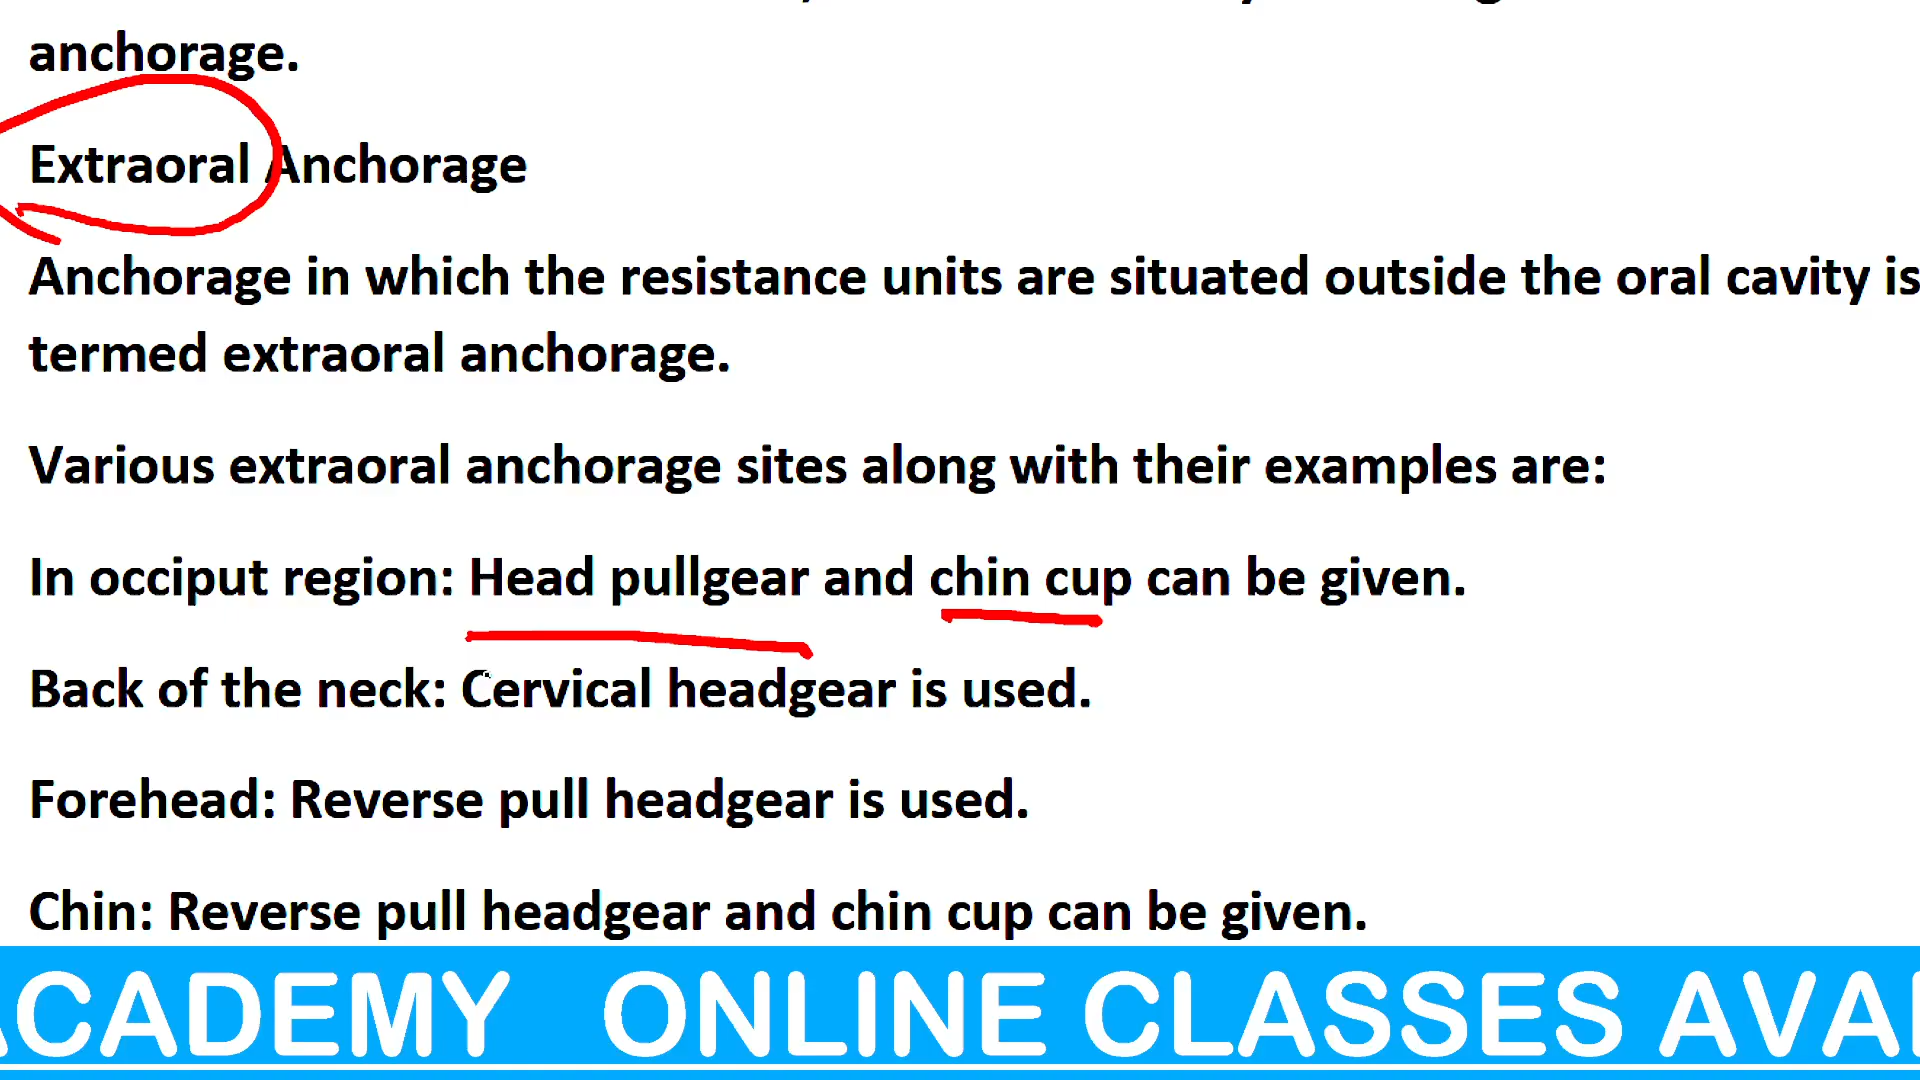 anchorage.
Extraoral Anchorage
Anchorage in which the resistance units are situated outside the oral cavity is
termed extraoral anchorage.
Various extraoral anchorage sites along with their examples are:
In occiput region: Head pullgear and chin cup can be given.
Back of the neck: Cervical headgear is used.
Forehead: Reverse pull headgear is used.
Chin: Reverse pull headgear and chin cup can be given.
CADEMY ONLINE CLASSES AVA